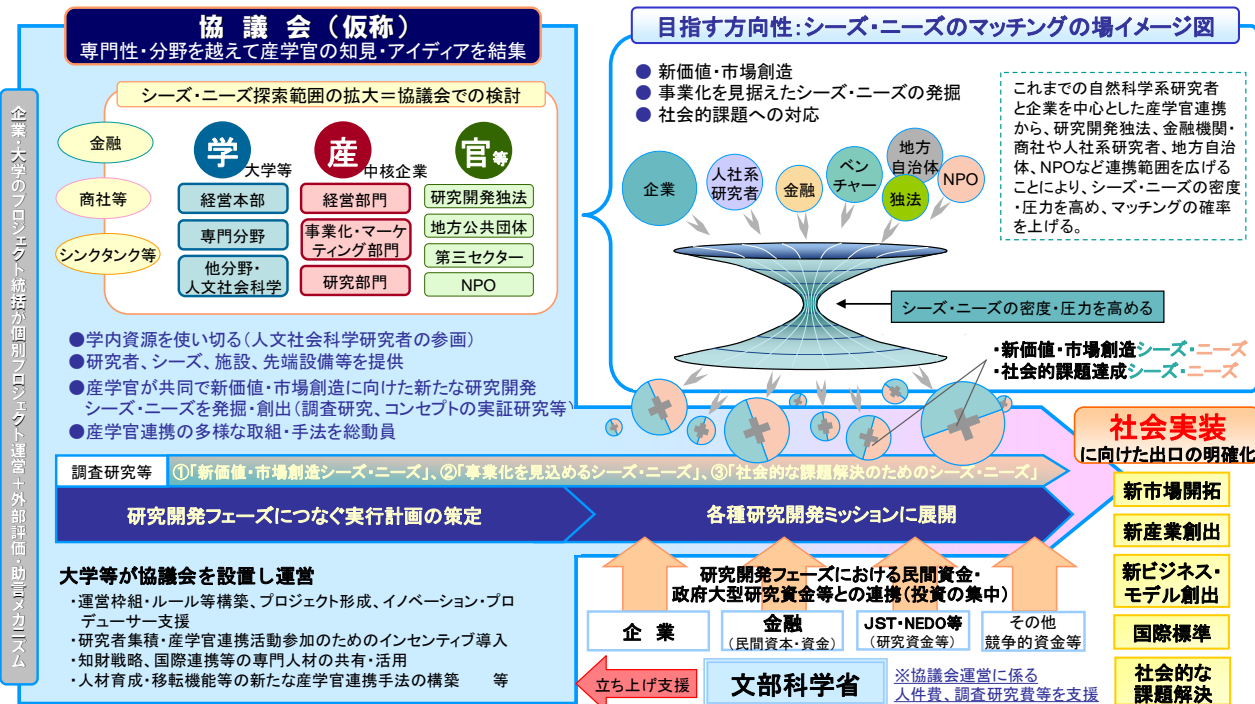 協 議 会 (仮称)
専門性・分野を越えて産学官の知見・アイディアを結集
企業・大学のプロジェクト統括が個別プロジェクト運営+外部評価・助言メカニズム
シーズ・ニーズ探索範囲の拡大=協議会での検討
金融
商社等
シンクタンク等
学
大学等
経営本部
専門分野
他分野・
人文社会科学
産
中核企業
経営部門
事業化・マーケ
ティング部門
研究部門
官等
研究開発独法
地方公共団体
第三セクター
NPO
●学内資源を使い切る(人文社会科学研究者の参画)
●研究者、シーズ、施設、先端設備等を提供
●産学官が共同で新価値・市場創造に向けた新たな研究開発
シーズ・ニーズを発掘・創出(調査研究、コンセプトの実証研究等)
●産学官連携の多様な取組・手法を総動員
目指す方向性:シーズ・ニーズのマッチングの場イメージ図
● 新価値・市場創造
● 事業化を見据えたシーズ・ニーズの発掘
● 社会的課題への対応
これまでの自然科学系研究者
と企業を中心とした産学官連携
から、研究開発独法、金融機関・
商社や人社系研究者、地方自治
体、NPOなど連携範囲を広げる
ことにより、シーズ・ニーズの密度
・圧力を高め、マッチングの確率
を上げる。
企業
人社系
研究者
金融
ベン
チャー
地方
自治体
独法
NPO
シーズ・ニーズの密度・圧力を高める
・新価値・市場創造シーズ・ニーズ
・社会的課題達成シーズ・ニーズ
調査研究等
①「新価値・市場創造シーズ・ニーズ」、②「事業化を見込めるシーズ・ニーズ」、③「社会的な課題解決のためのシーズ・ニーズ」
研究開発フェーズにつなぐ実行計画の策定
各種研究開発ミッションに展開
社会実装
に向けた出口の明確化
新市場開拓
新産業創出
新ビジネス・
モデル創出
国際標準
社会的な
課題解決
大学等が協議会を設置し運営
・運営枠組・ルール等構築、プロジェクト形成、イノベーション・プロ
デューサー支援
・研究者集積・産学官連携活動参加のためのインセンティブ導入
・知財戦略、国際連携等の専門人材の共有・活用
・人材育成・移転機能等の新たな産学官連携手法の構築 等
研究開発フェーズにおける民間資金・
政府大型研究資金等との連携(投資の集中)
企 業
金融
(民間資本・資金)
JST・NEDO等
(研究資金等)
その他
競争的資金等
立ち上げ支援
文部科学省
※協議会運営に係る
人件費、調査研究費等を支援